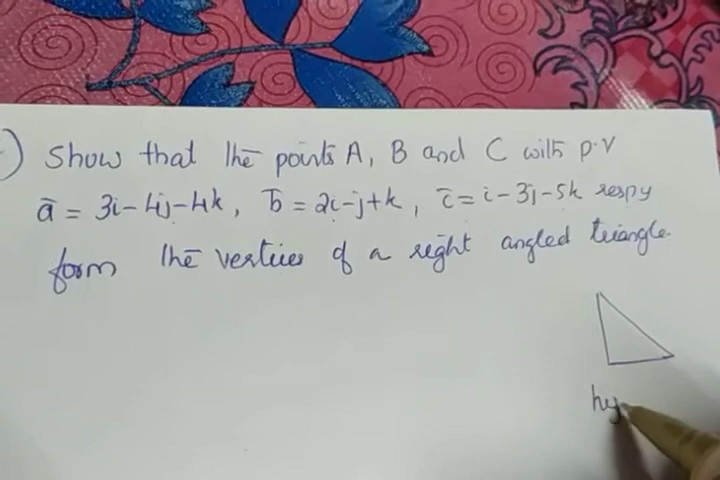 ) Show that the points A, B and C with p.v
a̅ = 3i-4j-4k, b̅ = 2i-j+k, c̅ = i-3j-5k respy
form the vertices of a right angled triangle.
hy